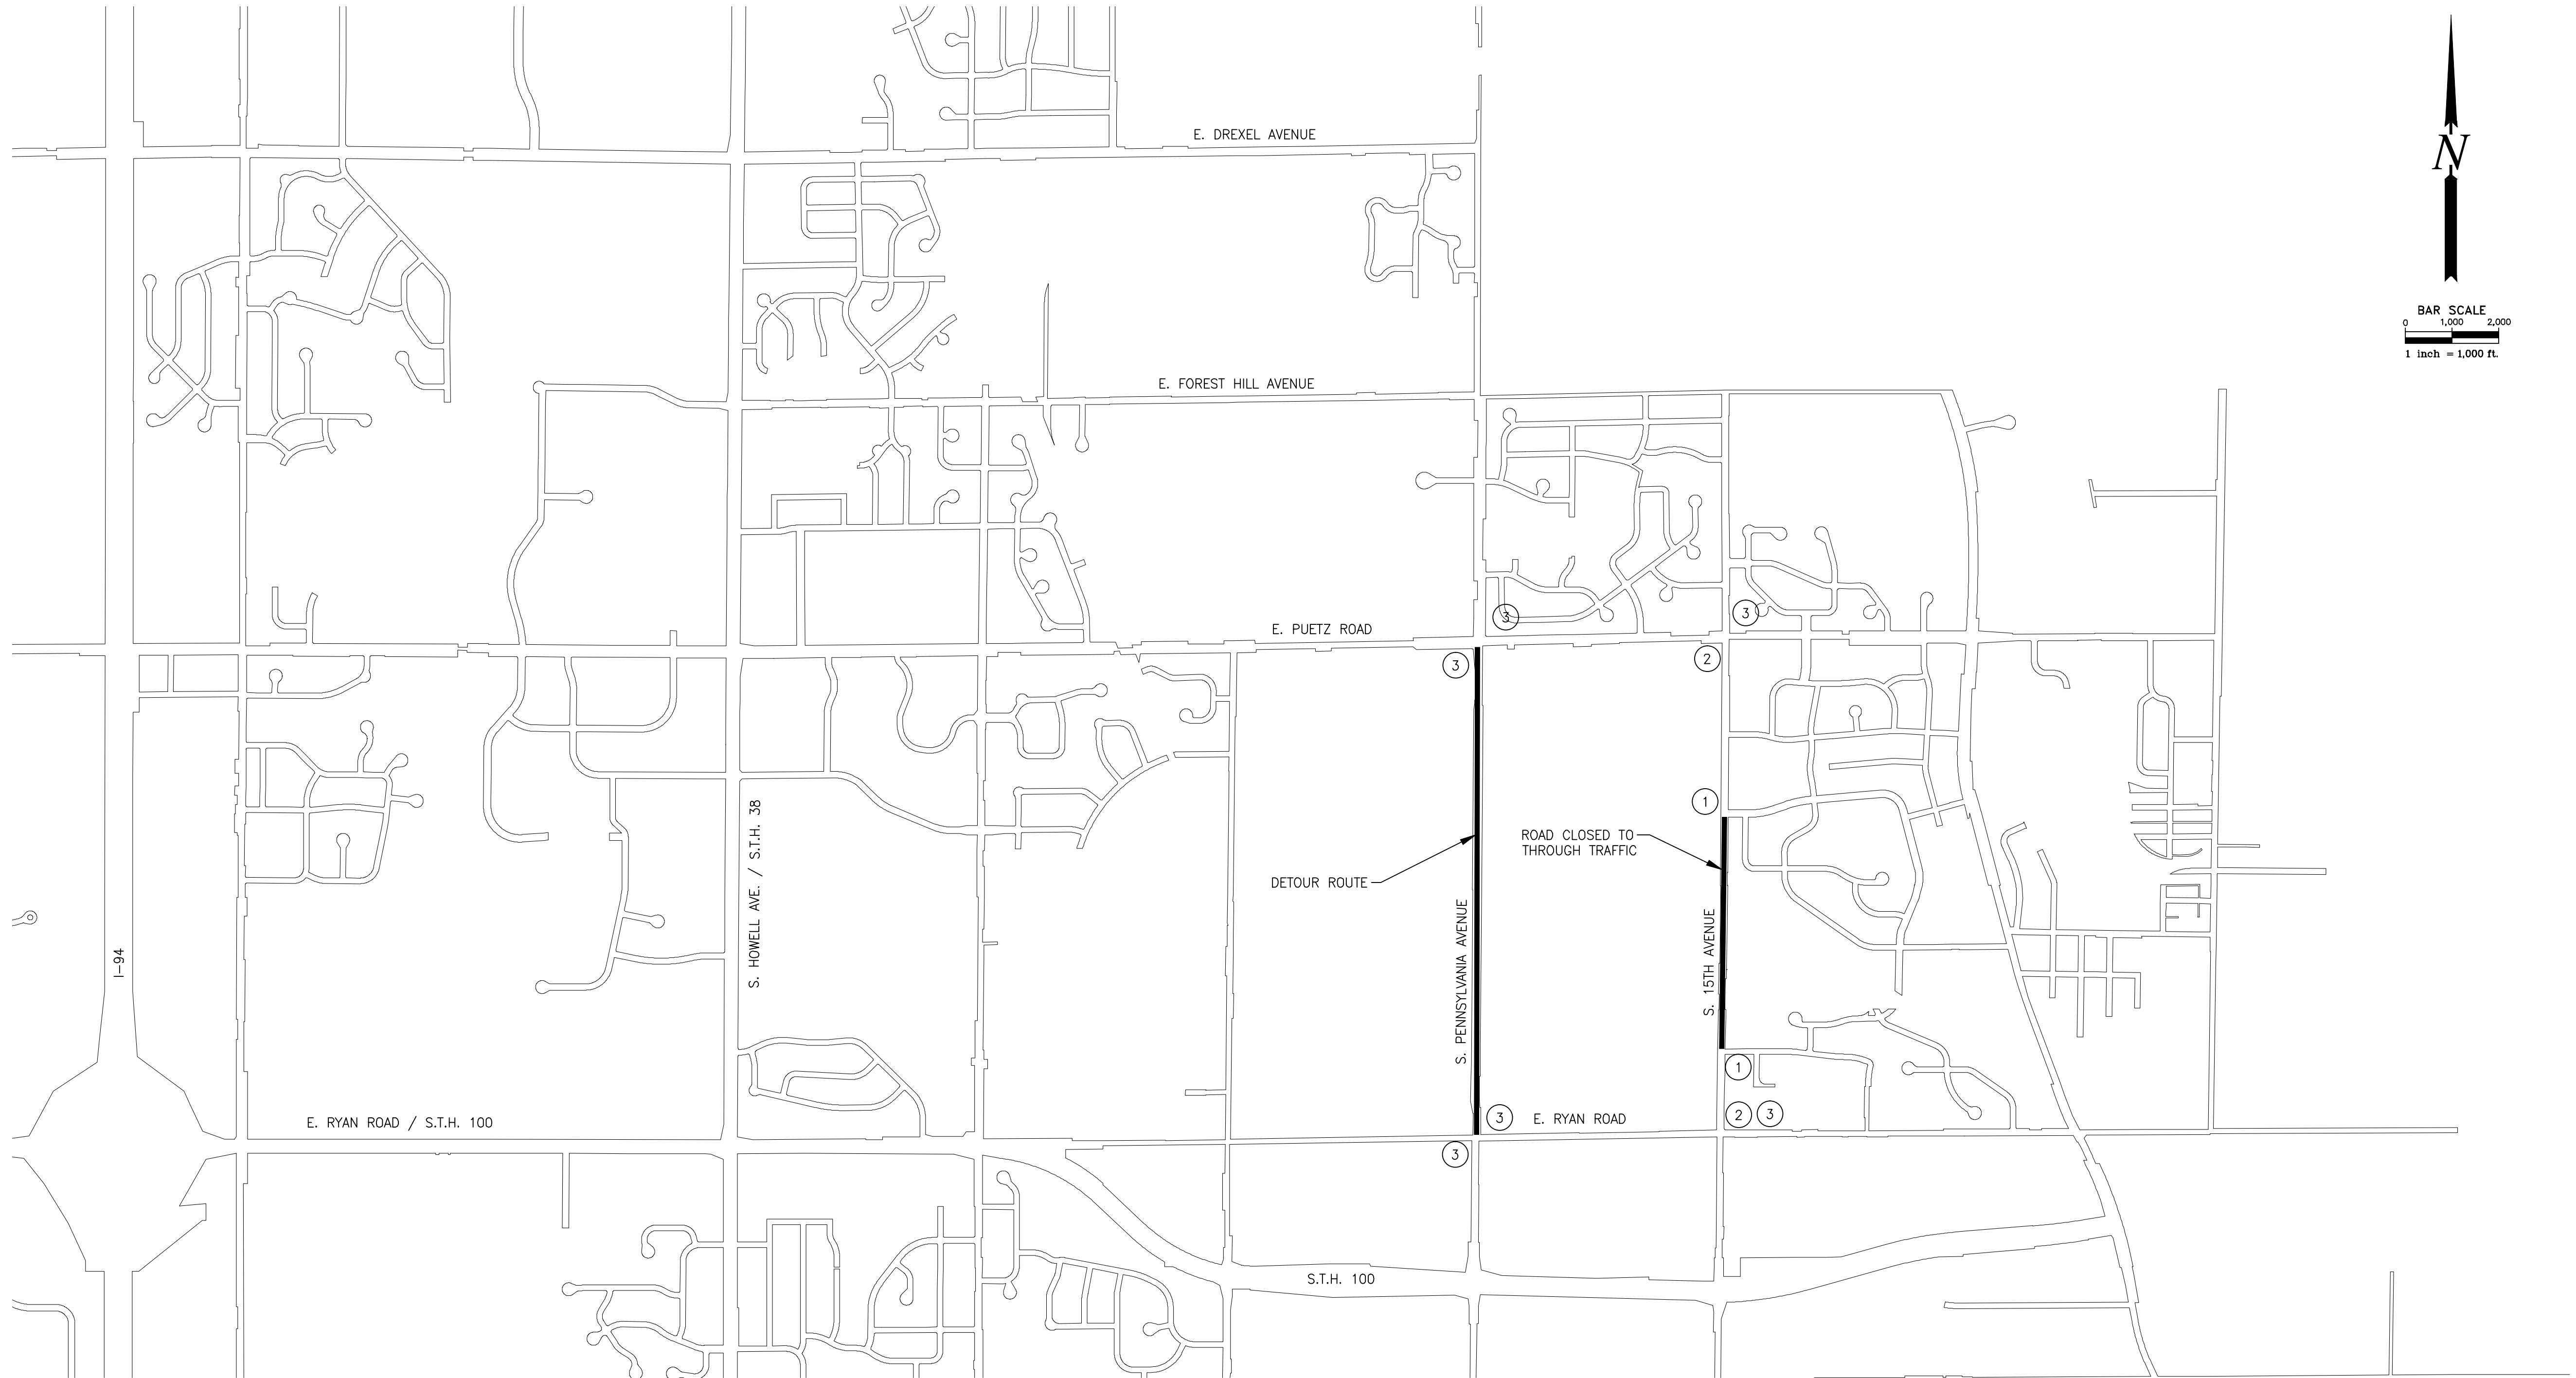 E. DREXEL AVENUE
N
BAR SCALE
0 1,000 2,000
1 inch = 1,000 ft.
E. FOREST HILL AVENUE
3
3
E. PUETZ ROAD
3
2
1
S. HOWELL AVE. / S.T.H. 38
ROAD CLOSED TO
THROUGH TRAFFIC
DETOUR ROUTE
I-94
S. PENNSYLVANIA AVENUE
S. 15TH AVENUE
1
E. RYAN ROAD / S.T.H. 100
3
E. RYAN ROAD
2
3
3
S.T.H. 100